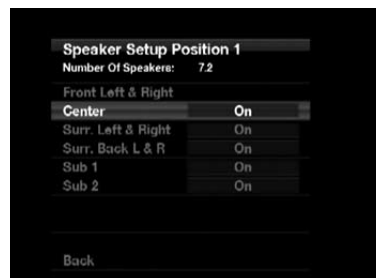 Speaker Setup Position 1
Number Of Speakers: 7.2
Front Left & Right
Center On
Surr. Left & Right On
Surr. Back L & R On
Sub 1 On
Sub 2 On
Back